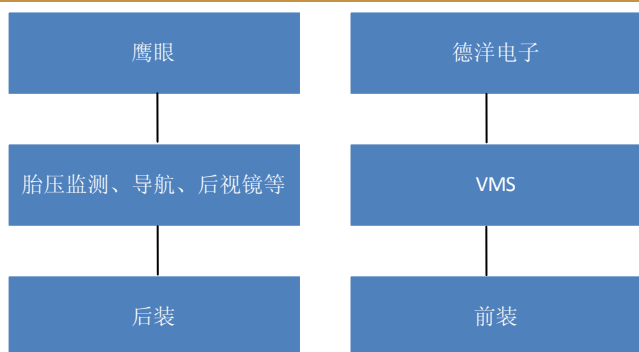 鹰眼
德洋电子
胎压监测、导航、后视镜等
VMS
后装
前装